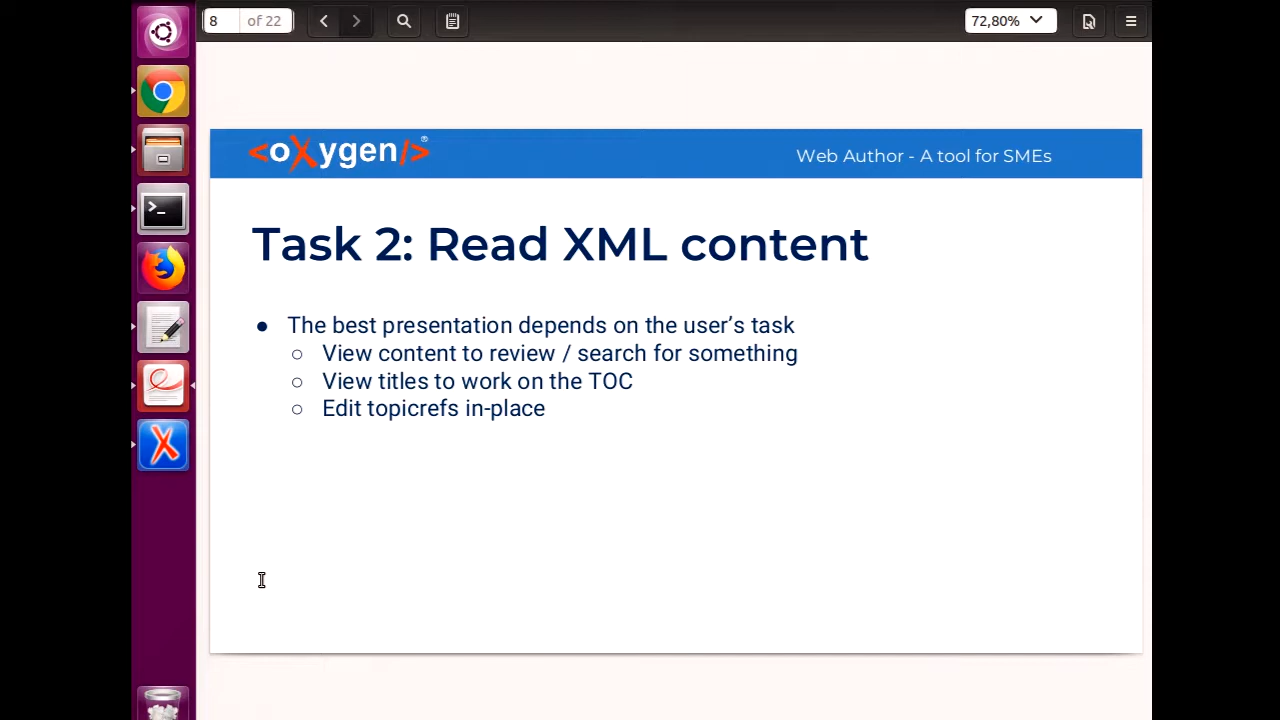 8 of 22
72,80%
<oXygen/>®
Web Author - A tool for SMEs
Task 2: Read XML content
● The best presentation depends on the user’s task
○ View content to review / search for something
○ View titles to work on the TOC
○ Edit topicrefs in-place